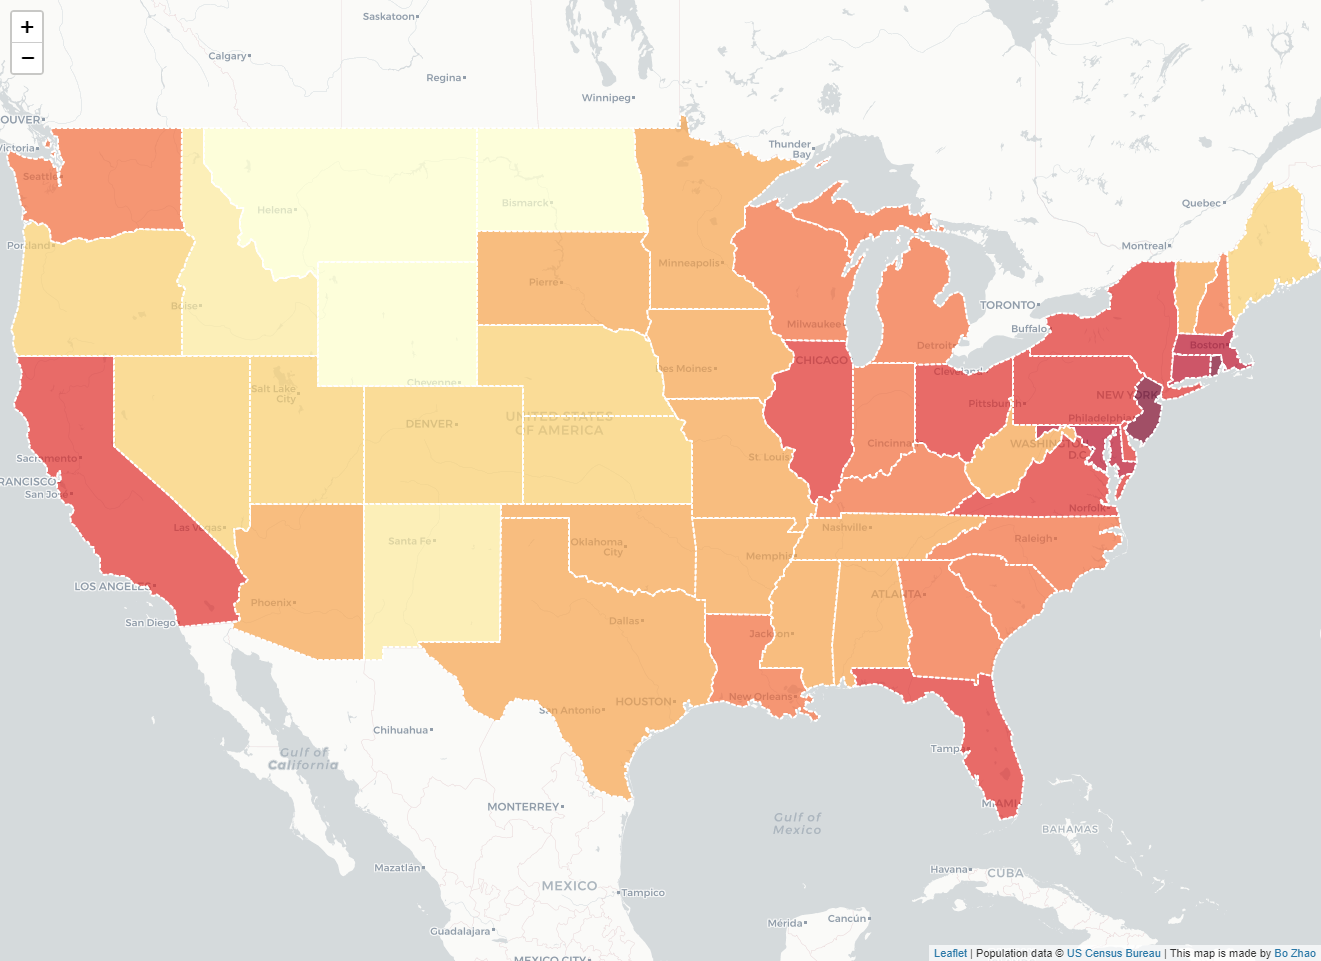 +
−
Saskatoon
Calgary
Regina
Winnipeg
OUVER
Victoria
Seattle
Thunder
Bay
Helena
Bismarck
Quebec
Portland
Montreal
Minneapolis
Boise
Pierre
TORONTO
Milwaukee
Buffalo
Detroit
Boston
CHICAGO
Cleveland
Salt Lake
City
Cheyenne
Des Moines
NEW YORK
Pittsburgh
Philadelphia
DENVER
UNITED STATES
OF AMERICA
Cincinna
WASHINGTON
D.C.
Sacramento
St. Louis
RANCISCO
San José
Norfolk
Las Vegas
Nashville
Santa Fe
Oklahoma
City
Raleigh
Memphis
LOS ANGELES
ATLANTA
Phoenix
San Diego
Dallas
Jackson
HOUSTON
New Orleans
San Antonio
Chihuahua
Gulf of
California
Tampa
MONTERREY
MIAMI
Gulf of
Mexico
BAHAMAS
Mazatlán
Havana
CUBA
MEXICO
Tampico
Mérida
Cancún
Guadalajara
MEXICO CITY
Leaflet | Population data © US Census Bureau | This map is made by Bo Zhao